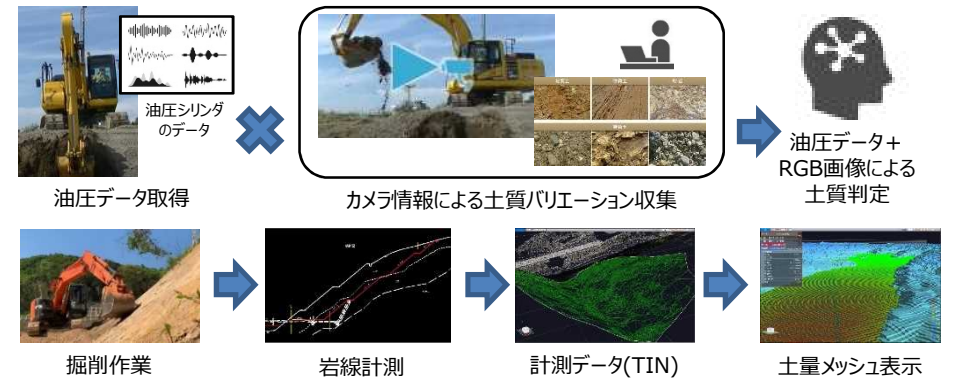 油圧シリンダ
のデータ
油圧データ取得
カメラ情報による土質バリエーション収集
油圧データ+
RGB画像による
土質判定
掘削作業
岩線計測
計測データ(TIN)
土量メッシュ表示